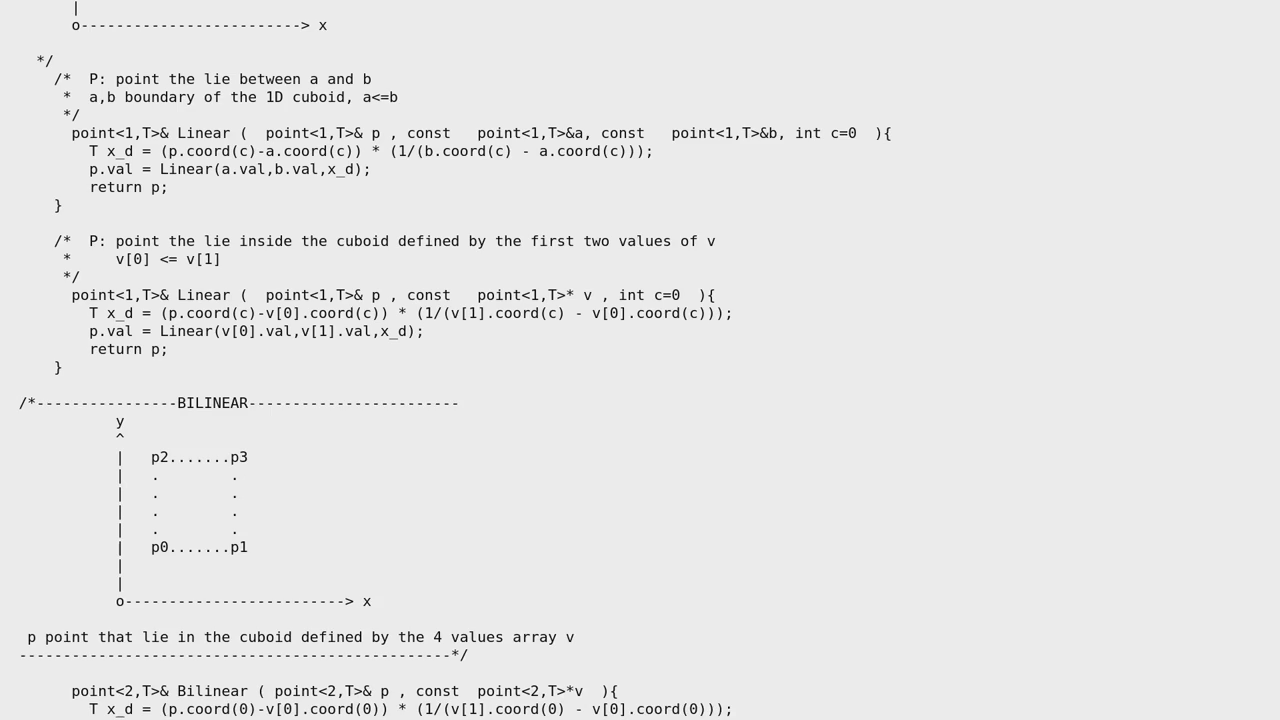 |
      o-------------------------> x

  */
    /*  P: point the lie between a and b
     *  a,b boundary of the 1D cuboid, a<=b
     */
      point<1,T>& Linear (  point<1,T>& p , const   point<1,T>&a, const   point<1,T>&b, int c=0  ){
        T x_d = (p.coord(c)-a.coord(c)) * (1/(b.coord(c) - a.coord(c)));
        p.val = Linear(a.val,b.val,x_d);
        return p;
    }

    /*  P: point the lie inside the cuboid defined by the first two values of v
     *     v[0] <= v[1]
     */
      point<1,T>& Linear (  point<1,T>& p , const   point<1,T>* v , int c=0  ){
        T x_d = (p.coord(c)-v[0].coord(c)) * (1/(v[1].coord(c) - v[0].coord(c)));
        p.val = Linear(v[0].val,v[1].val,x_d);
        return p;
    }

/*----------------BILINEAR------------------------
           y
           ^
           |   p2.......p3
           |   .        .
           |   .        .
           |   .        .
           |   .        .
           |   p0.......p1
           |
           |
           o-------------------------> x

 p point that lie in the cuboid defined by the 4 values array v
-------------------------------------------------*/

      point<2,T>& Bilinear ( point<2,T>& p , const  point<2,T>*v  ){
        T x_d = (p.coord(0)-v[0].coord(0)) * (1/(v[1].coord(0) - v[0].coord(0)));